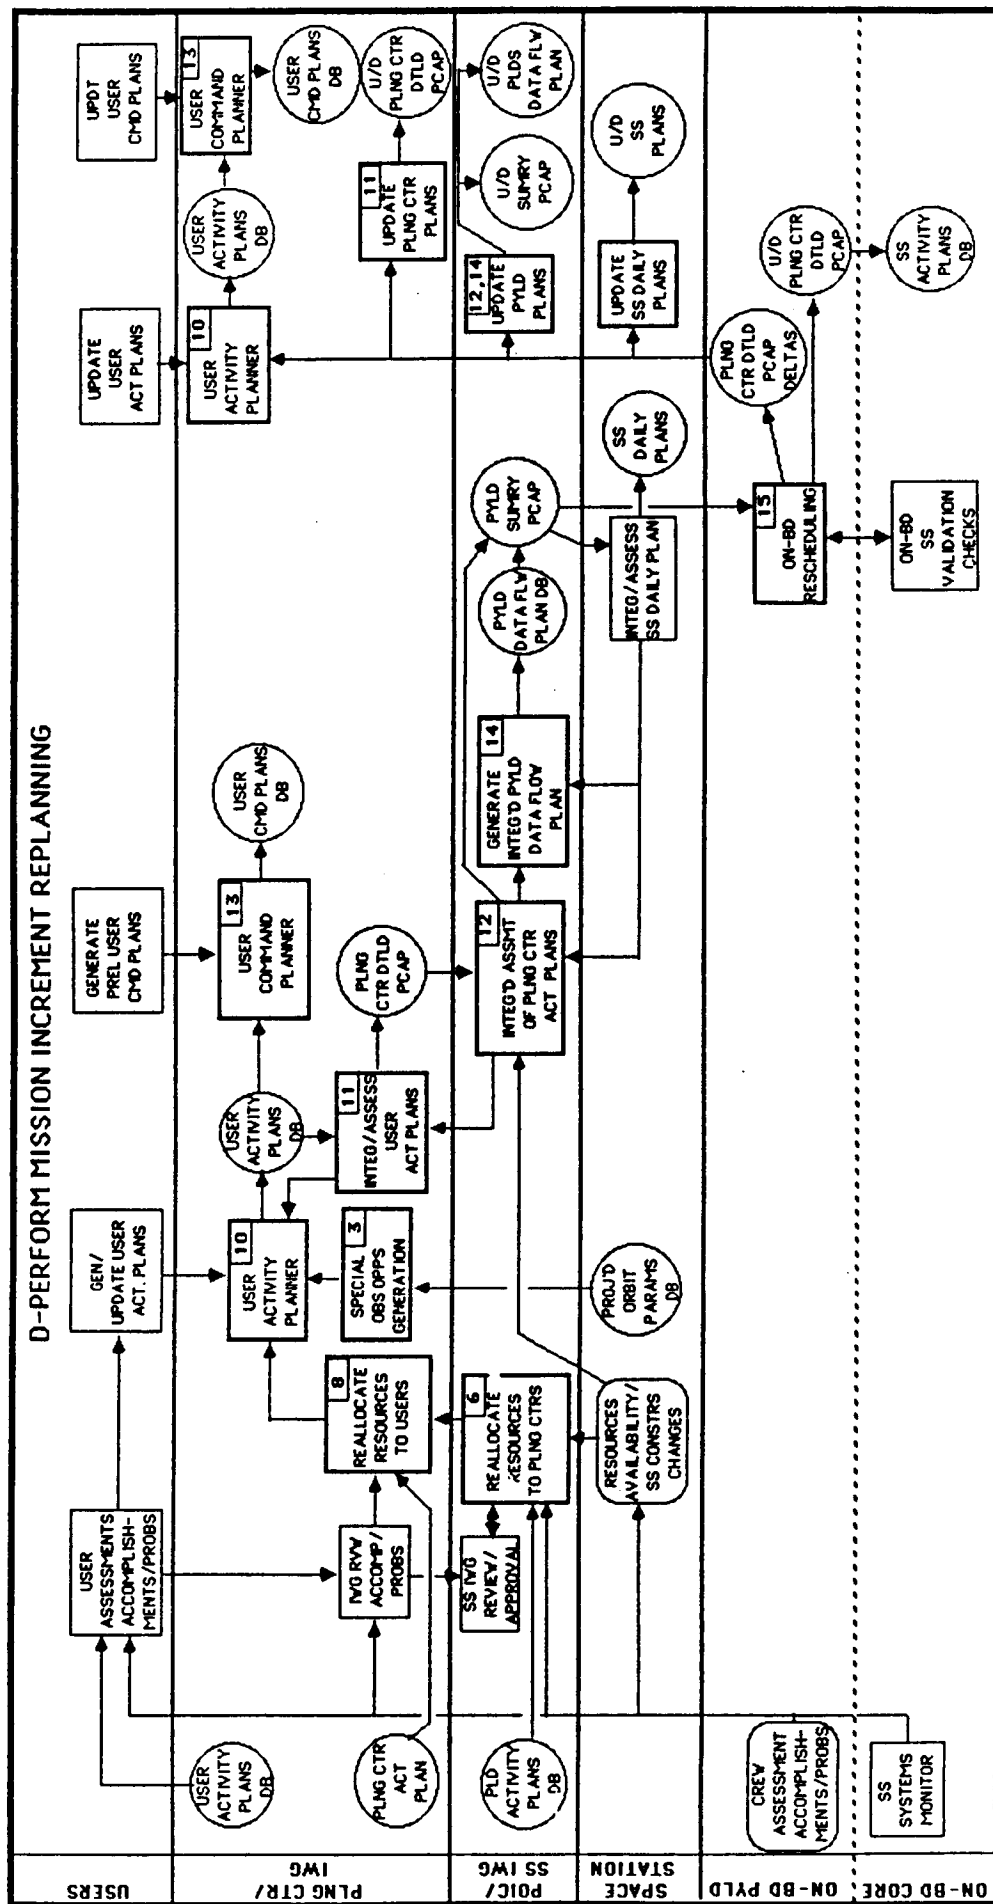 D-PERFORM MISSION INCREMENT REPLANNING
USERS
PLNG CTR/
IWG
POIC/
SS IWG
SPACE
STATION
ON-BD PYLD
ON-BD CORE
USER
ASSESSMENTS
ACCOMPLISH-
MENTS/PROBS
GEN/
UPDATE USER
ACT. PLANS
GENERATE
PREL USER
CMD PLANS
UPDATE
USER
ACT PLANS
UPDT
USER
CMD PLANS
USER
ACTIVITY
PLANS
DB
PLNG CTR
ACT
PLAN
IWG RVW
ACCOMP/
PROBS
8
REALLOCATE
RESOURCES
TO USERS
10
USER
ACTIVITY
PLANNER
3
SPECIAL
OBS OPPS
GENERATION
USER
ACTIVITY
PLANS
DB
11
INTEG/ASSESS
USER
ACT PLANS
13
USER
COMMAND
PLANNER
PLNG
CTR DTLD
PCAP
USER
CMD PLANS
DB
10
USER
ACTIVITY
PLANNER
USER
ACTIVITY
PLANS
DB
13
USER
COMMAND
PLANNER
11
UPDATE
PLNG CTR
PLANS
USER
CMD PLANS
DB
U/D
PLNG CTR
DTLD
PCAP
PLD
ACTIVITY
PLANS
DB
SS IWG
REVIEW/
APPROVAL
6
REALLOCATE
RESOURCES
TO PLNG CTRS
12
INTEG'D ASSMT
OF PLNG CTR
ACT PLANS
14
GENERATE
INTEG'D PYLD
DATA FLOW
PLAN
PYLD
DATA FLW
PLAN DB
PYLD
SUMRY
PCAP
12,14
UPDATE
PYLD
PLANS
U/D
SUMRY
PCAP
U/D
PLDS
DATA FLW
PLAN
RESOURCES
AVAILABILITY/
SS CONSTRS
CHANGES
PROJ'D
ORBIT
PARAMS
DB
INTEG/ASSESS
SS DAILY PLAN
SS
DAILY
PLANS
UPDATE
SS DAILY
PLANS
U/D
SS
PLANS
CREW
ASSESSMENT
ACCOMPLISH-
MENTS/PROBS
15
ON-BD
RESCHEDULING
PLNG
CTR DTLD
PCAP
DELTAS
U/D
PLNG CTR
DTLD
PCAP
SS
SYSTEMS
MONITOR
ON-BD
SS
VALIDATION
CHECKS
SS
ACTIVITY
PLANS
DB